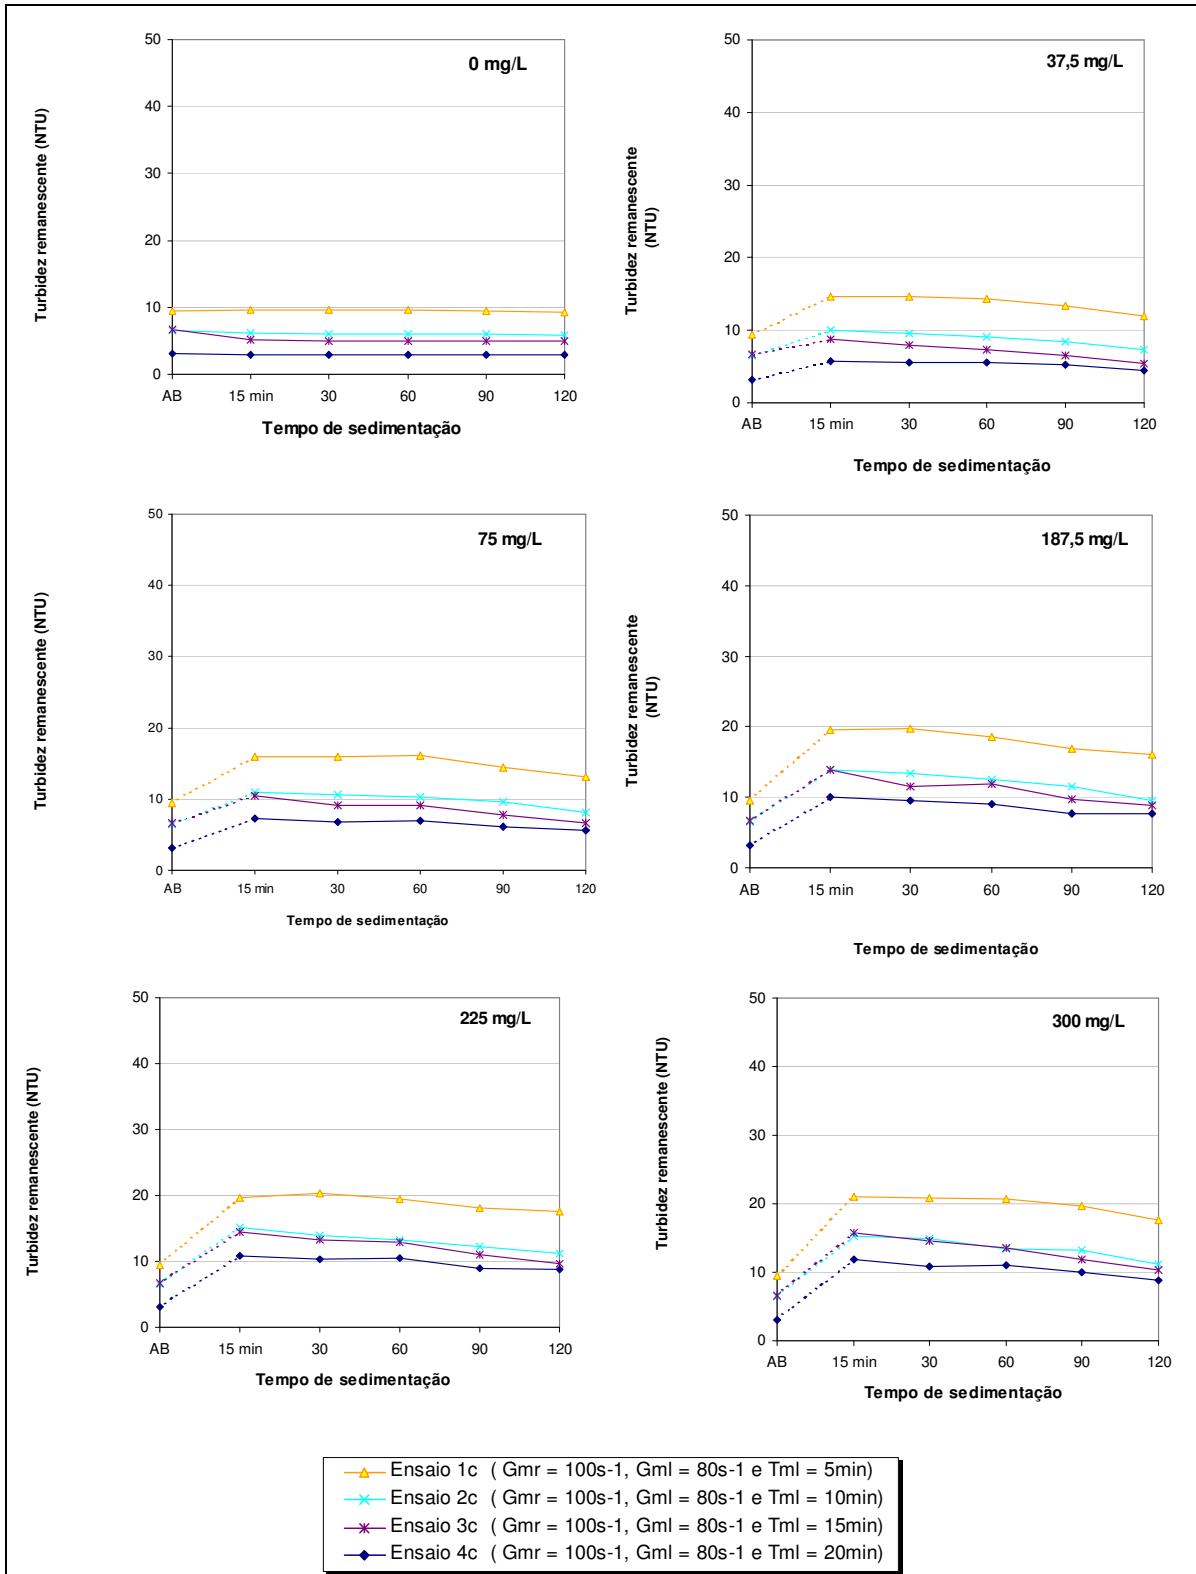 0 mg/L
Turbidez remanescente (NTU)
50
40
30
20
10
0
AB 15 min 30 60 90 120
Tempo de sedimentação
37,5 mg/L
Turbidez remanescente
(NTU)
50
40
30
20
10
0
AB 15 min 30 60 90 120
Tempo de sedimentação
75 mg/L
Turbidez remanescente (NTU)
50
40
30
20
10
0
AB 15 min 30 60 90 120
Tempo de sedimentação
187,5 mg/L
Turbidez remanescente
(NTU)
50
40
30
20
10
0
AB 15 min 30 60 90 120
Tempo de sedimentação
225 mg/L
Turbidez remanescente (NTU)
50
40
30
20
10
0
AB 15 min 30 60 90 120
Tempo de sedimentação
300 mg/L
Turbidez remanescente (NTU)
50
40
30
20
10
0
AB 15 min 30 60 90 120
Tempo de sedimentação
Ensaio 1c ( Gmr = 100s-1, Gml = 80s-1 e Tml = 5min)
Ensaio 2c ( Gmr = 100s-1, Gml = 80s-1 e Tml = 10min)
Ensaio 3c ( Gmr = 100s-1, Gml = 80s-1 e Tml = 15min)
Ensaio 4c ( Gmr = 100s-1, Gml = 80s-1 e Tml = 20min)